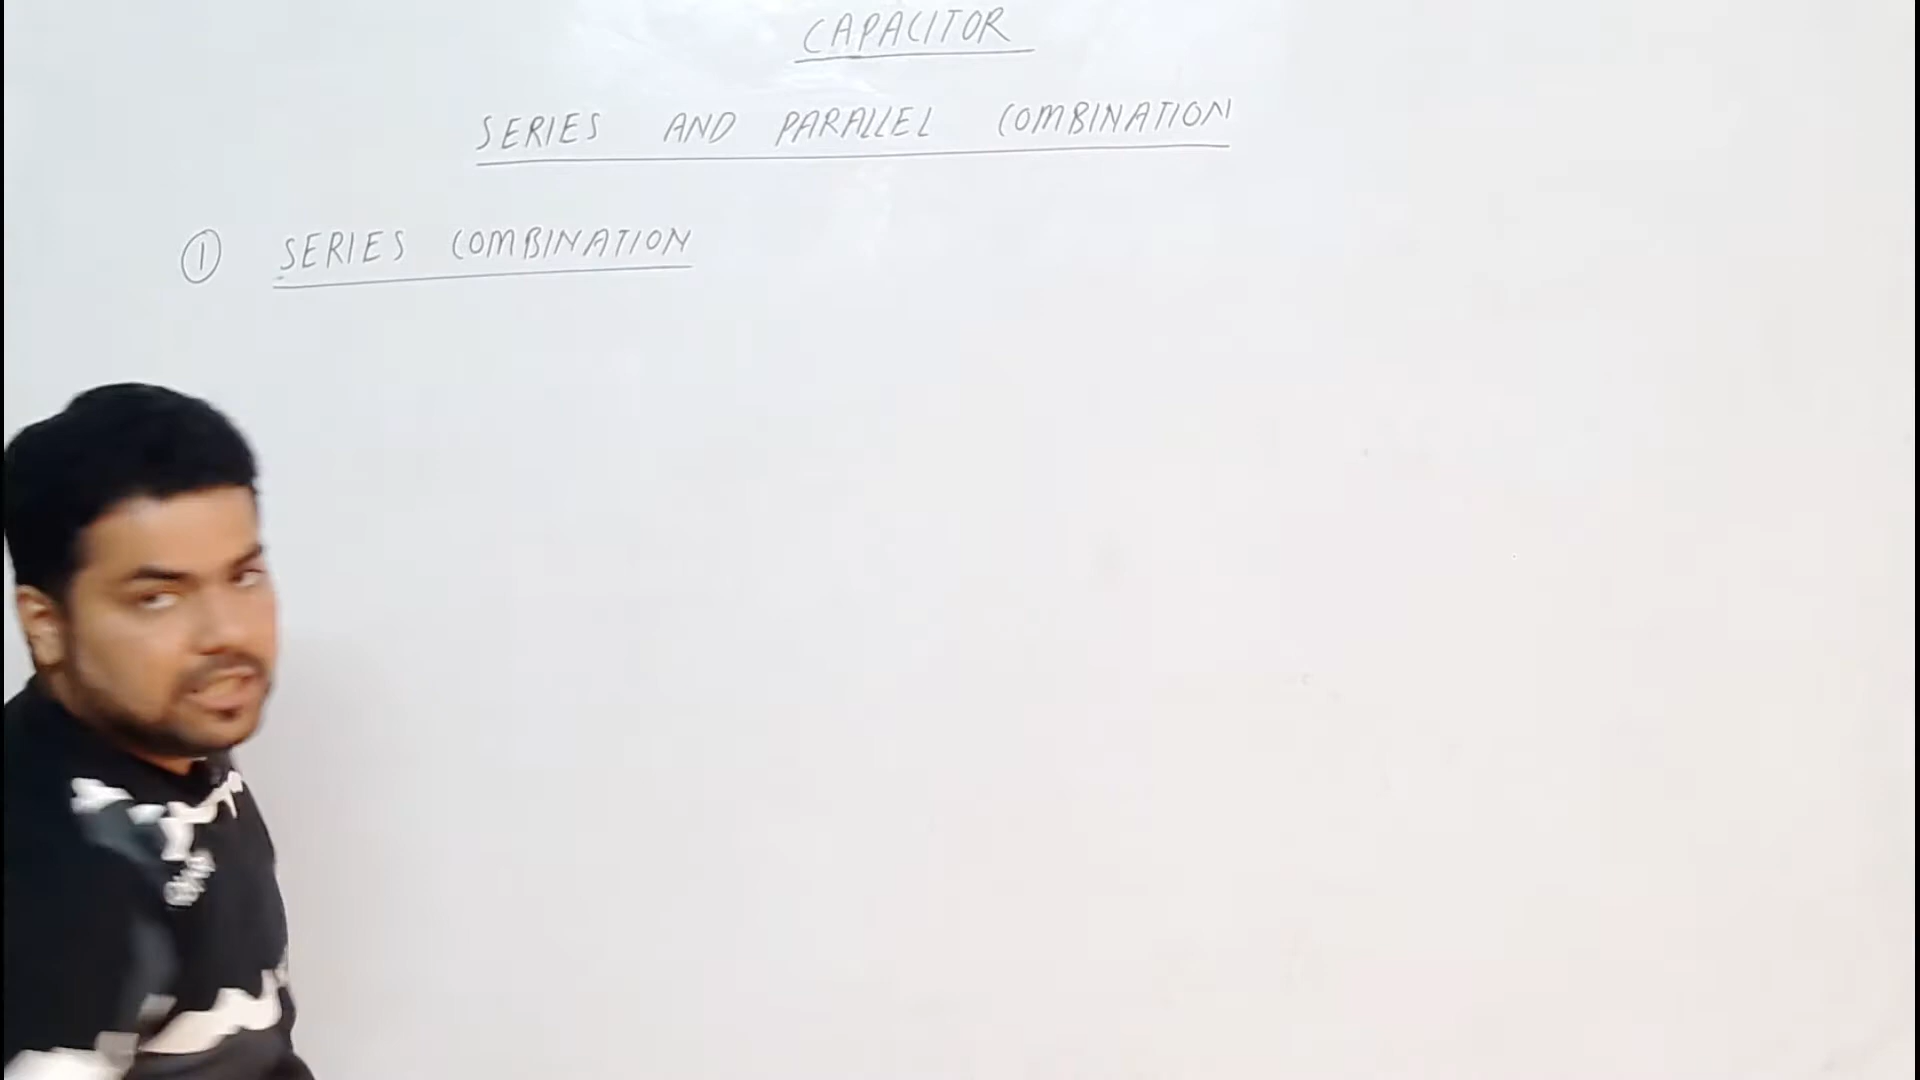 CAPACITOR
SERIES AND PARALLEL COMBINATION
① SERIES COMBINATION